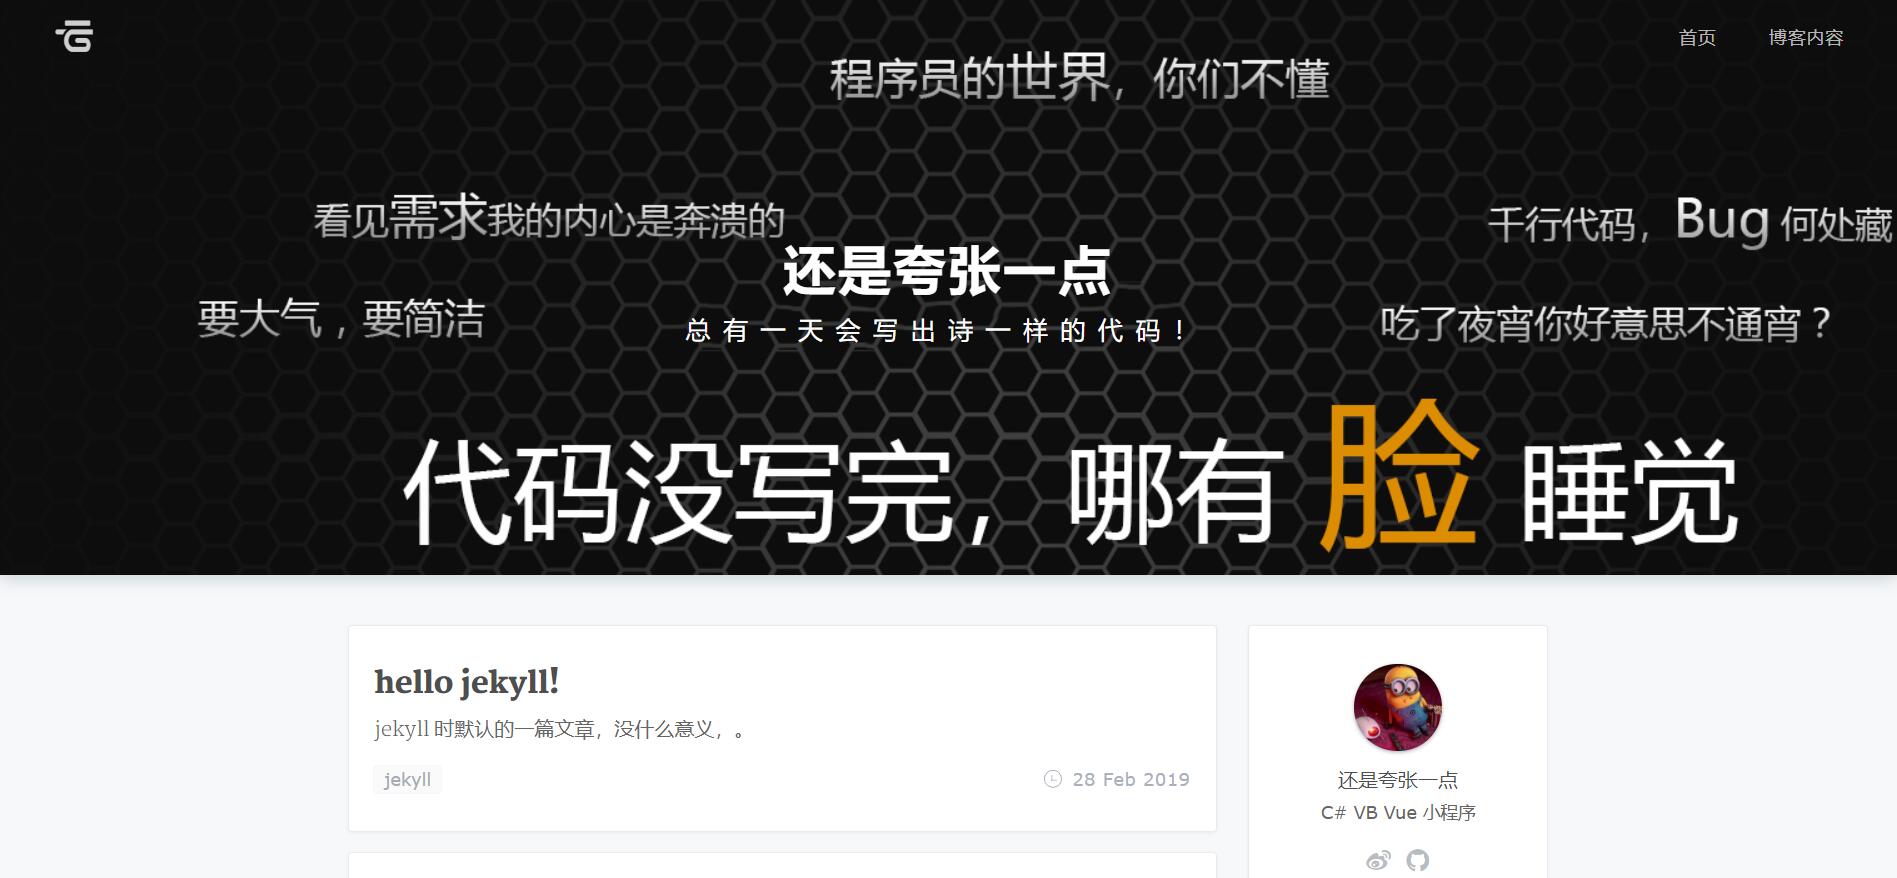 首页 博客内容
程序员的世界，你们不懂
看见需求我的内心是奔溃的
千行代码，Bug 何处藏
还是夸张一点
要大气，要简洁
总有一天会写出诗一样的代码！
吃了夜宵你好意思不通宵？
代码没写完，哪有 脸 睡觉
hello jekyll!
jekyll 时默认的一篇文章，没什么意义，。
jekyll
28 Feb 2019
还是夸张一点
C# VB Vue 小程序